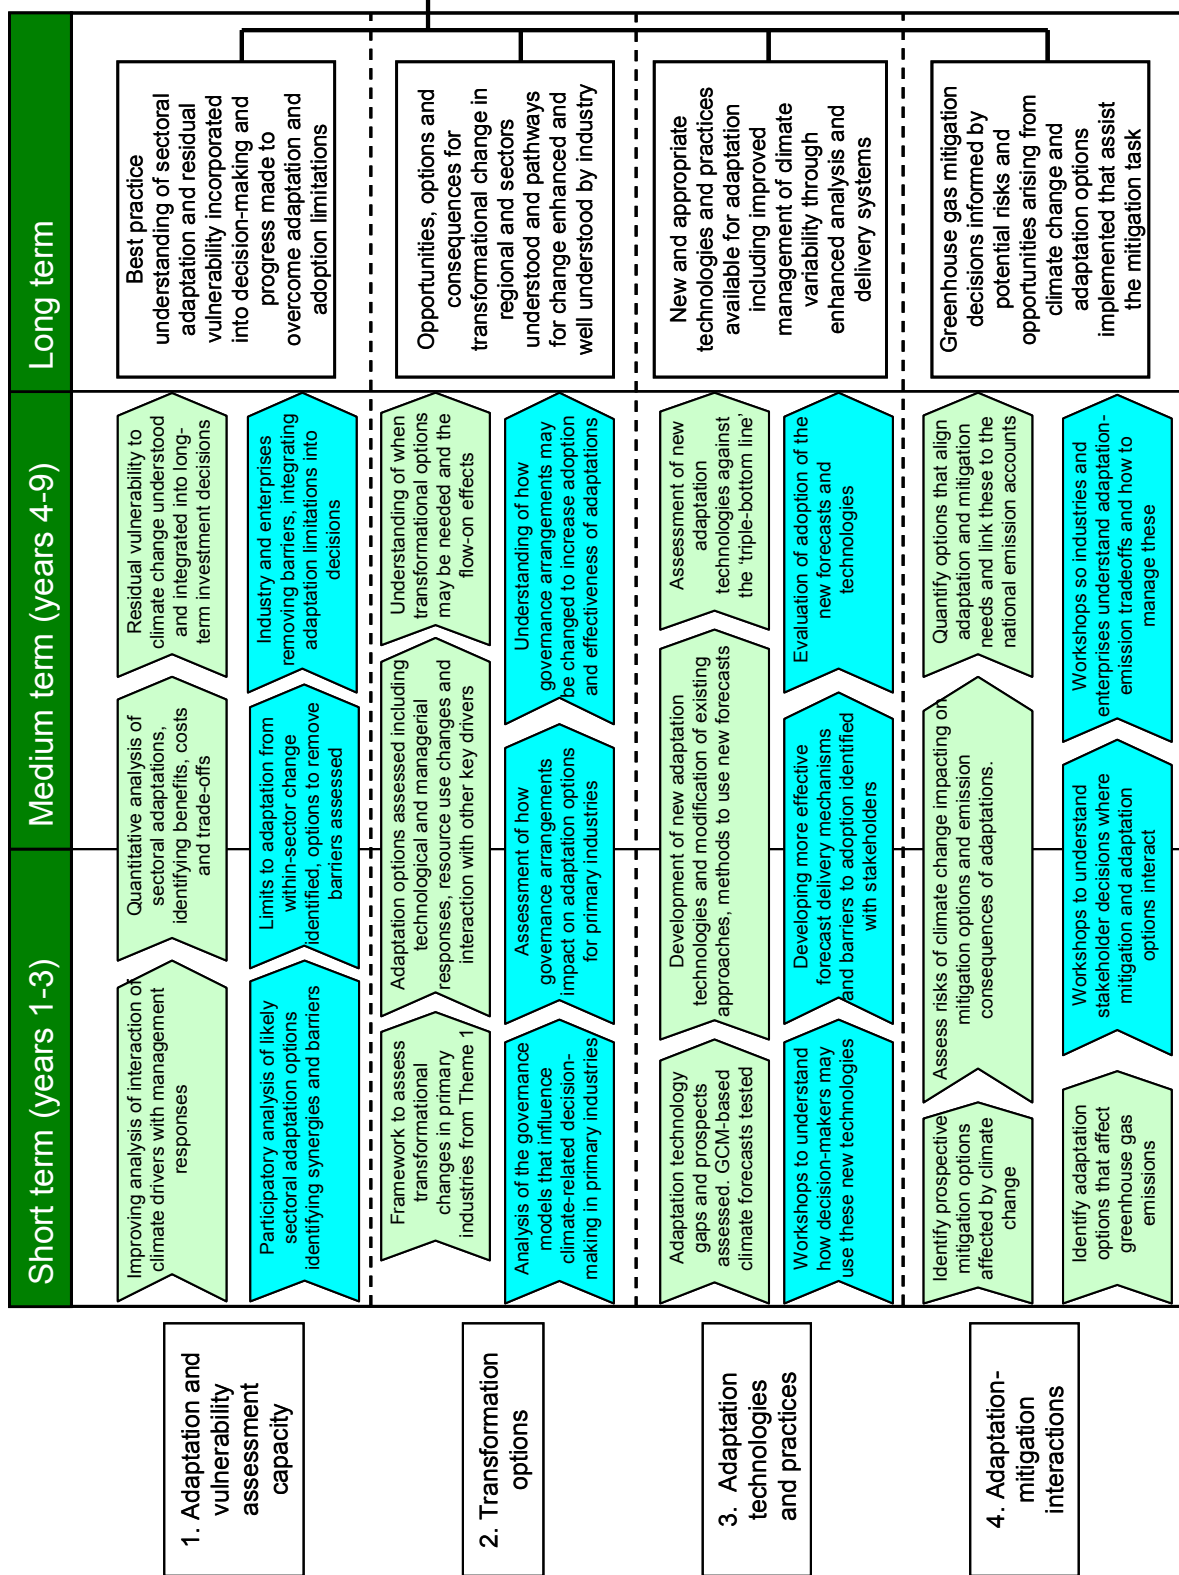 Short term (years 1-3)
Medium term (years 4-9)
Long term
1. Adaptation and
vulnerability
assessment
capacity
Improving analysis of interaction of
climate drivers with management
responses
Quantitative analysis of
sectoral adaptations,
identifying benefits, costs
and trade-offs
Residual vulnerability to
climate change understood
and integrated into long-
term investment decisions
Participatory analysis of likely
sectoral adaptation options
identifying synergies and barriers
Limits to adaptation from
within-sector change
identified, options to remove
barriers assessed
Industry and enterprises
removing barriers, integrating
adaptation limitations into
decisions
Best practice
understanding of sectoral
adaptation and residual
vulnerability incorporated
into decision-making and
progress made to
overcome adaptation and
adoption limitations
2. Transformation
options
Framework to assess
transformational
changes in primary
industries from Theme 1
Adaptation options assessed including
technological and managerial
responses, resource use changes and
interaction with other key drivers
Understanding of when
transformational options
may be needed and the
flow-on effects
Analysis of the governance
models that influence
climate-related decision-
making in primary industries
Assessment of how
governance arrangements
impact on adaptation options
for primary industries
Understanding of how
governance arrangements may
be changed to increase adoption
and effectiveness of adaptations
Opportunities, options and
consequences for
transformational change in
regional and sectors
understood and pathways
for change enhanced and
well understood by industry
3. Adaptation
technologies
and practices
Adaptation technology
gaps and prospects
assessed. GCM-based
climate forecasts tested
Development of new adaptation
technologies and modification of existing
approaches, methods to use new forecasts
Assessment of new
adaptation
technologies against
the ‘triple-bottom line’
Workshops to understand
how decision-makers may
use these new technologies
Developing more effective
forecast delivery mechanisms
and barriers to adoption identified
with stakeholders
Evaluation of adoption of the
new forecasts and
technologies
New and appropriate
technologies and practices
available for adaptation
including improved
management of climate
variability through
enhanced analysis and
delivery systems
4. Adaptation-
mitigation
interactions
Identify prospective
mitigation options
affected by climate
change
Assess risks of climate change impacting on
mitigation options and emission
consequences of adaptations.
Quantify options that align
adaptation and mitigation
needs and link these to the
national emission accounts
Identify adaptation
options that affect
greenhouse gas
emissions
Workshops to understand
stakeholder decisions where
mitigation and adaptation
options interact
Workshops so industries and
enterprises understand adaptation-
emission tradeoffs and how to
manage these
Greenhouse gas mitigation
decisions informed by
potential risks and
opportunities arising from
climate change and
adaptation options
implemented that assist
the mitigation task